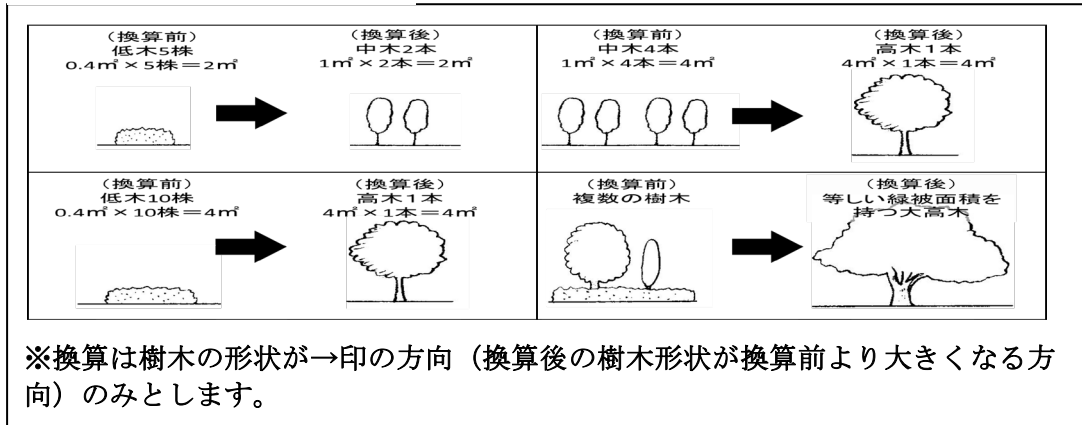 (換算前)
低木5株
0.4㎡×5株=2㎡
(換算後)
中木2本
1㎡×2本=2㎡
(換算前)
中木4本
1㎡×4本=4㎡
(換算後)
高木1本
4㎡×1本=4㎡
(換算前)
低木10株
0.4㎡×10株=4㎡
(換算後)
高木1本
4㎡×1本=4㎡
(換算前)
複数の樹木
(換算後)
等しい緑被面積を
持つ大高木
※換算は樹木の形状が→印の方向(換算後の樹木形状が換算前より大きくなる方
向)のみとします。